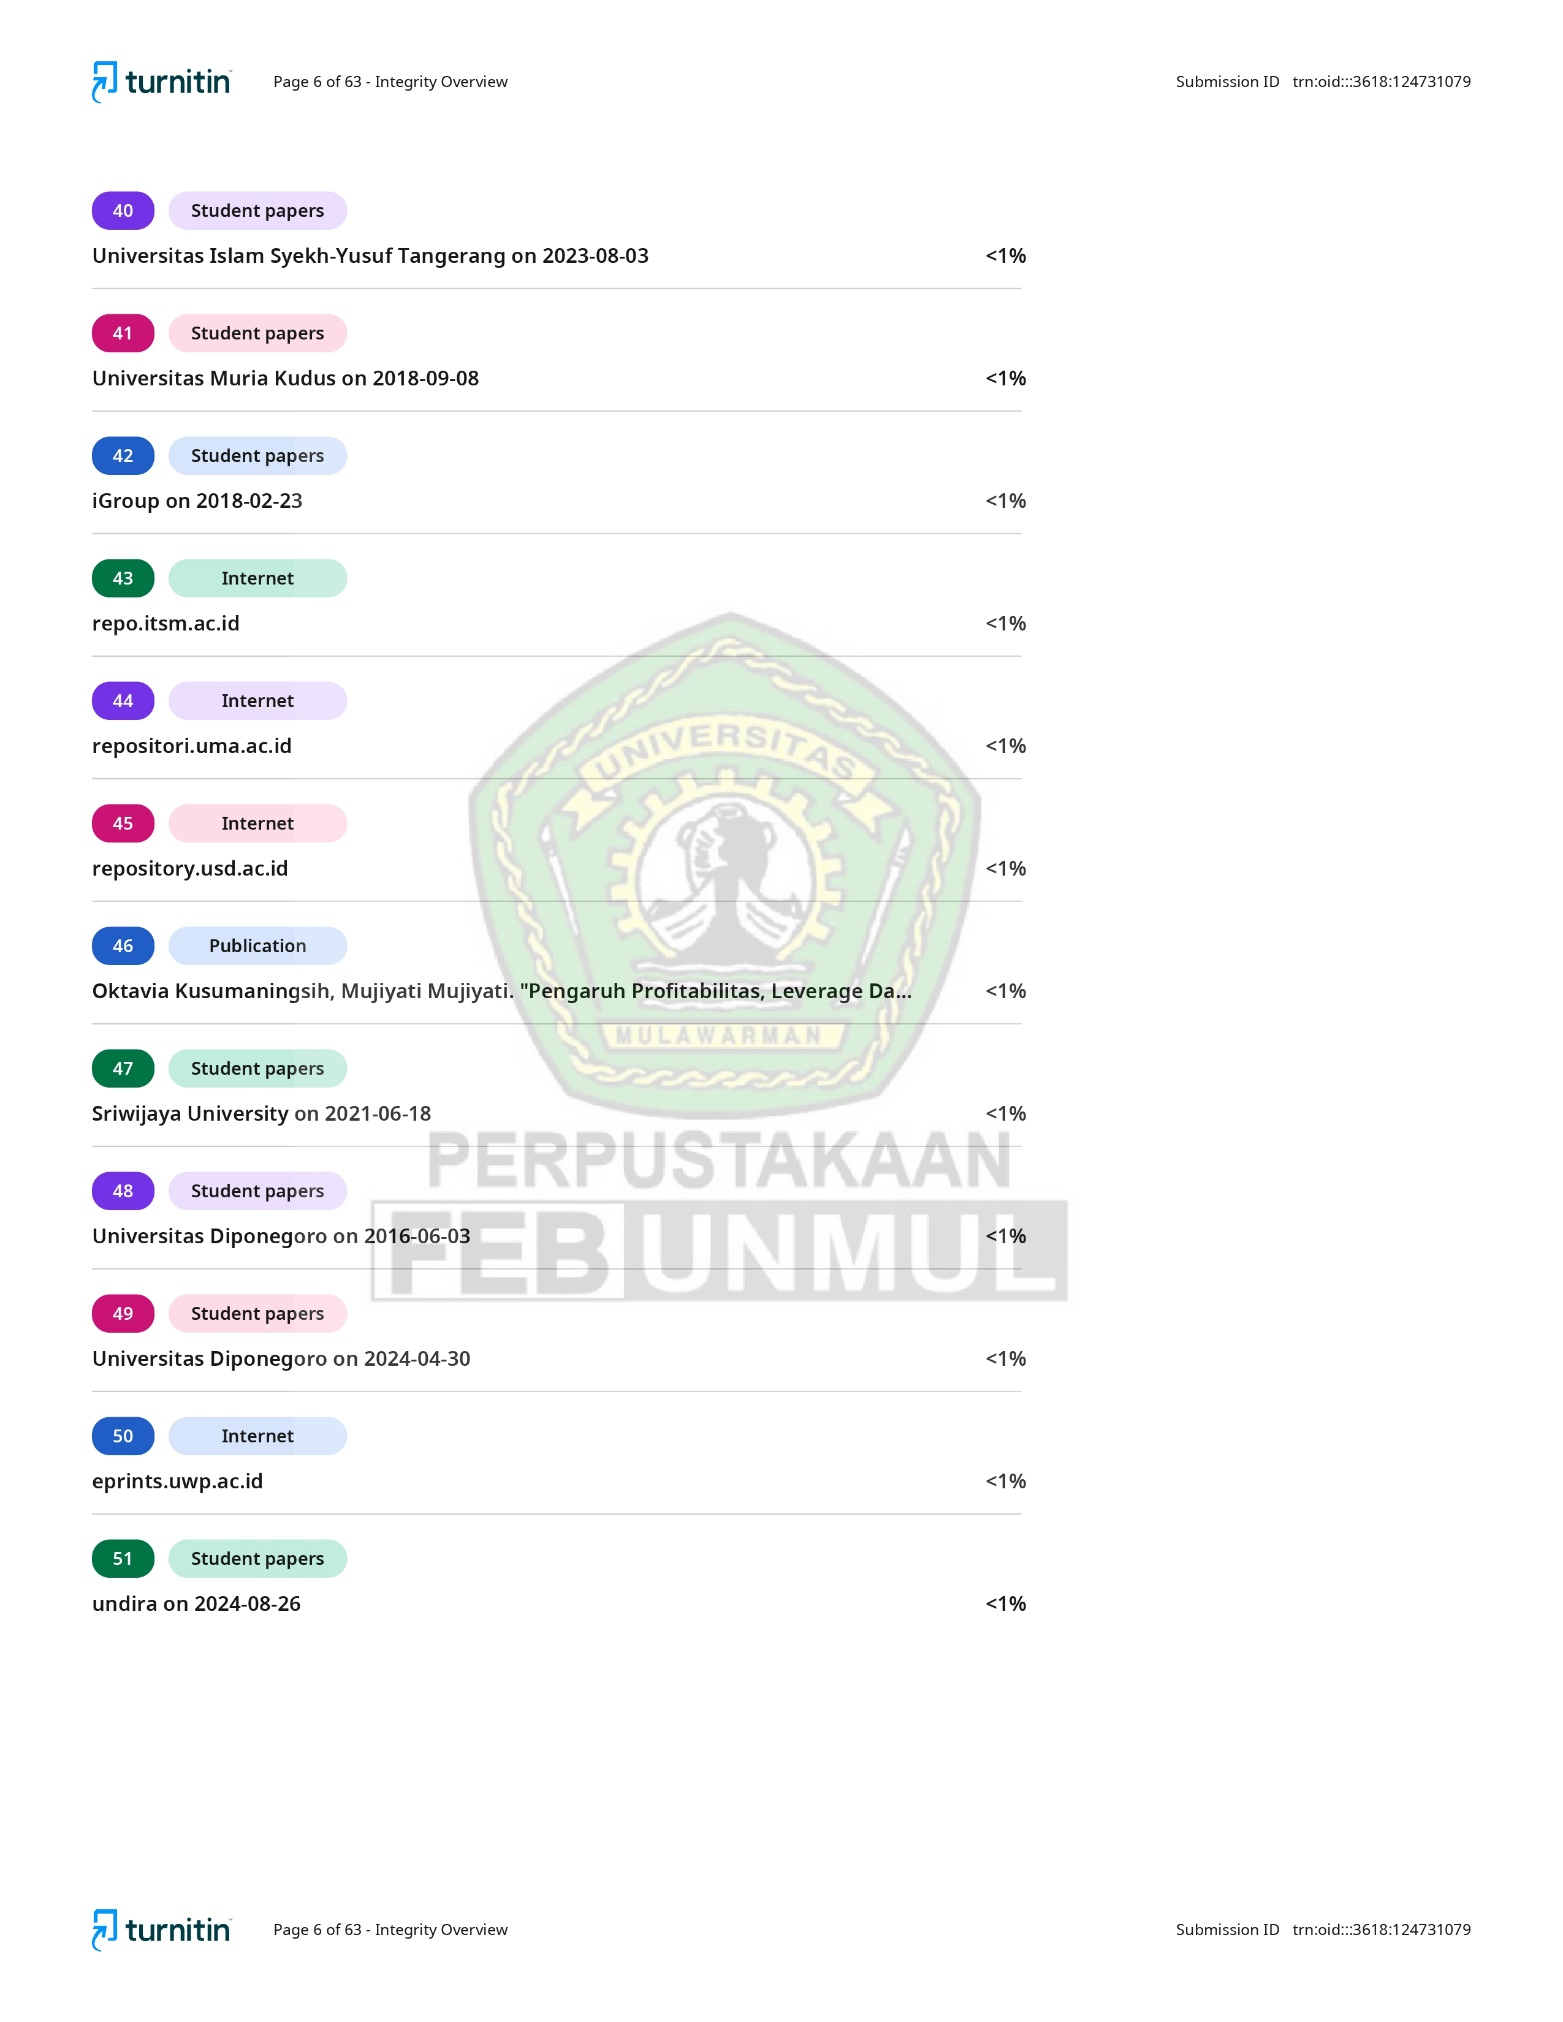 turnitin Page 6 of 63 - Integrity Overview Submission ID trn:oid:::3618:124731079
40 Student papers
Universitas Islam Syekh-Yusuf Tangerang on 2023-08-03 <1%
41 Student papers
Universitas Muria Kudus on 2018-09-08 <1%
42 Student papers
iGroup on 2018-02-23 <1%
43 Internet
repo.itsm.ac.id <1%
44 Internet
repositori.uma.ac.id <1%
45 Internet
repository.usd.ac.id <1%
46 Publication
Oktavia Kusumaningsih, Mujiyati Mujiyati. "Pengaruh Profitabilitas, Leverage Da... <1%
47 Student papers
Sriwijaya University on 2021-06-18 <1%
48 Student papers
Universitas Diponegoro on 2016-06-03 <1%
49 Student papers
Universitas Diponegoro on 2024-04-30 <1%
50 Internet
eprints.uwp.ac.id <1%
51 Student papers
undira on 2024-08-26 <1%
UNIVERSITAS
MULAWARMAN
PERPUSTAKAAN
FEB UNMUL
turnitin Page 6 of 63 - Integrity Overview Submission ID trn:oid:::3618:124731079